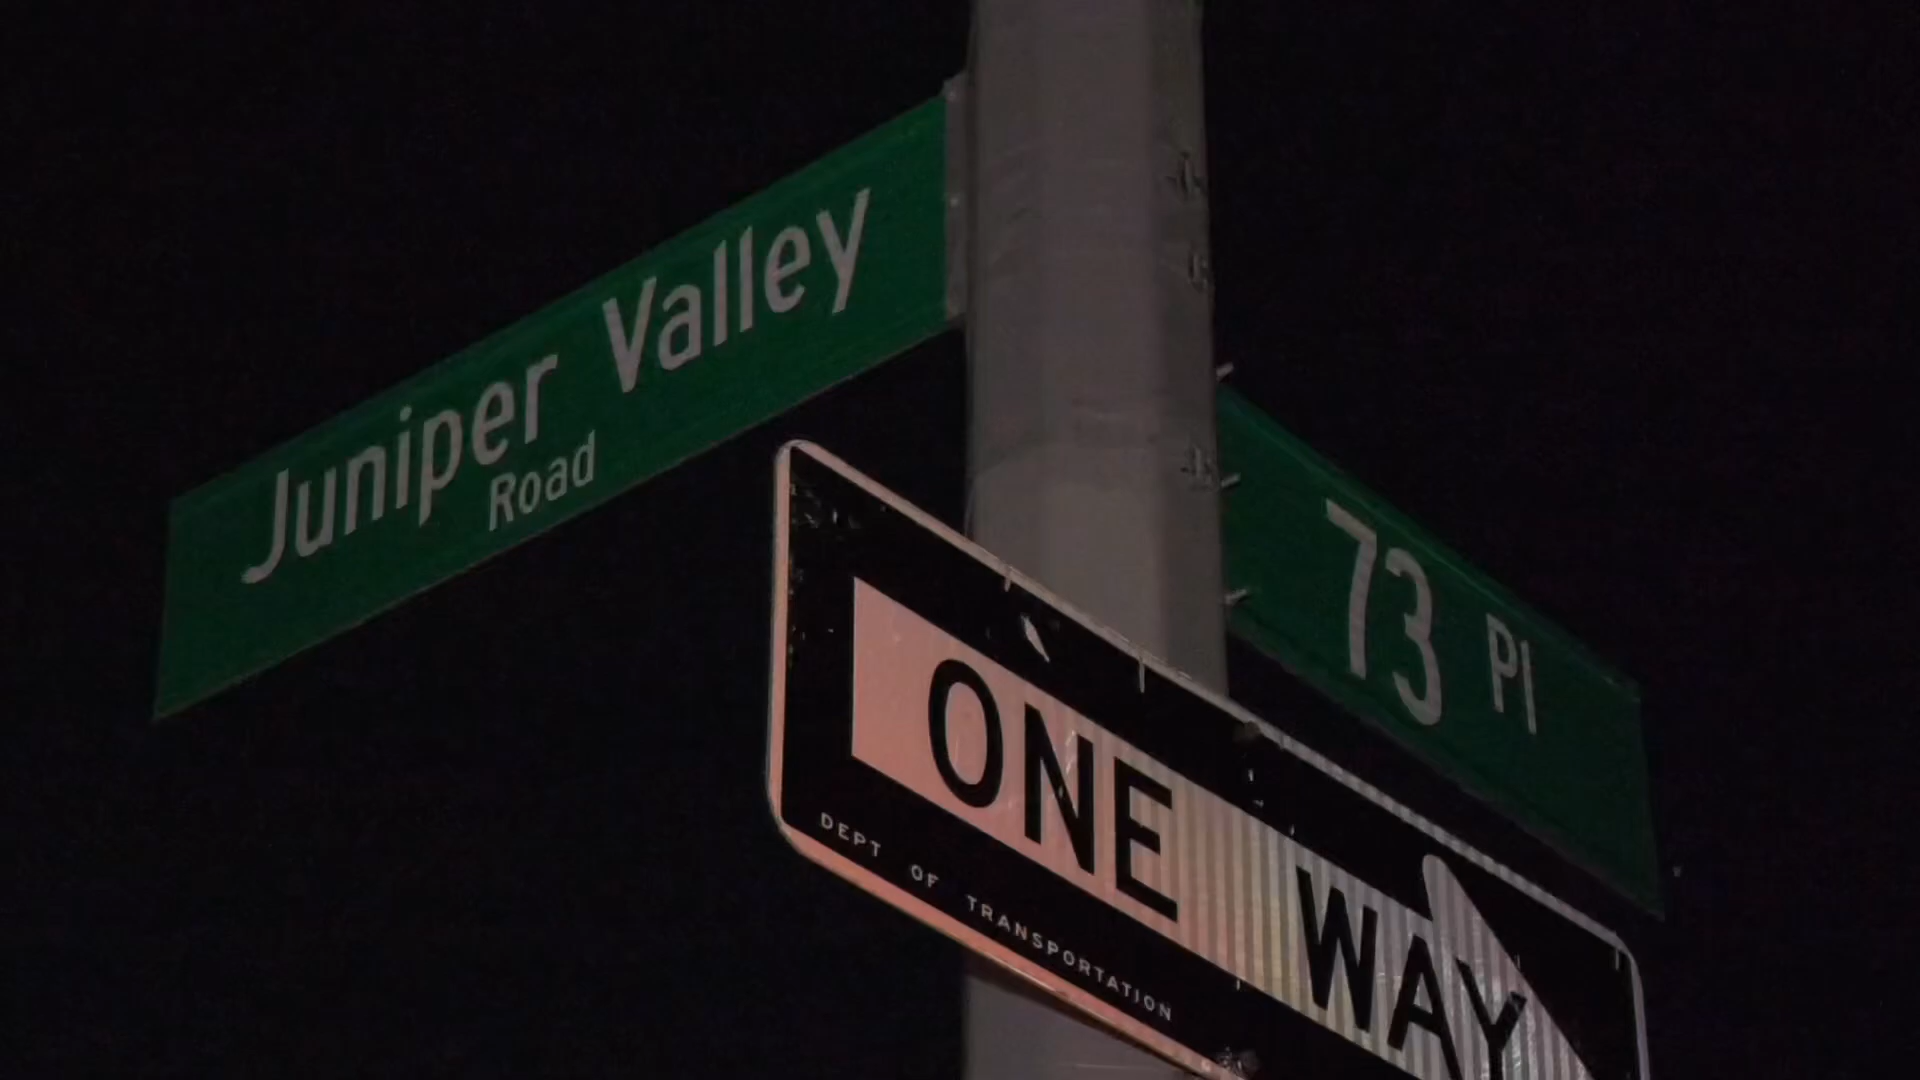 Juniper Valley
Road
73 Pl
ONE WAY
DEPT OF TRANSPORTATION